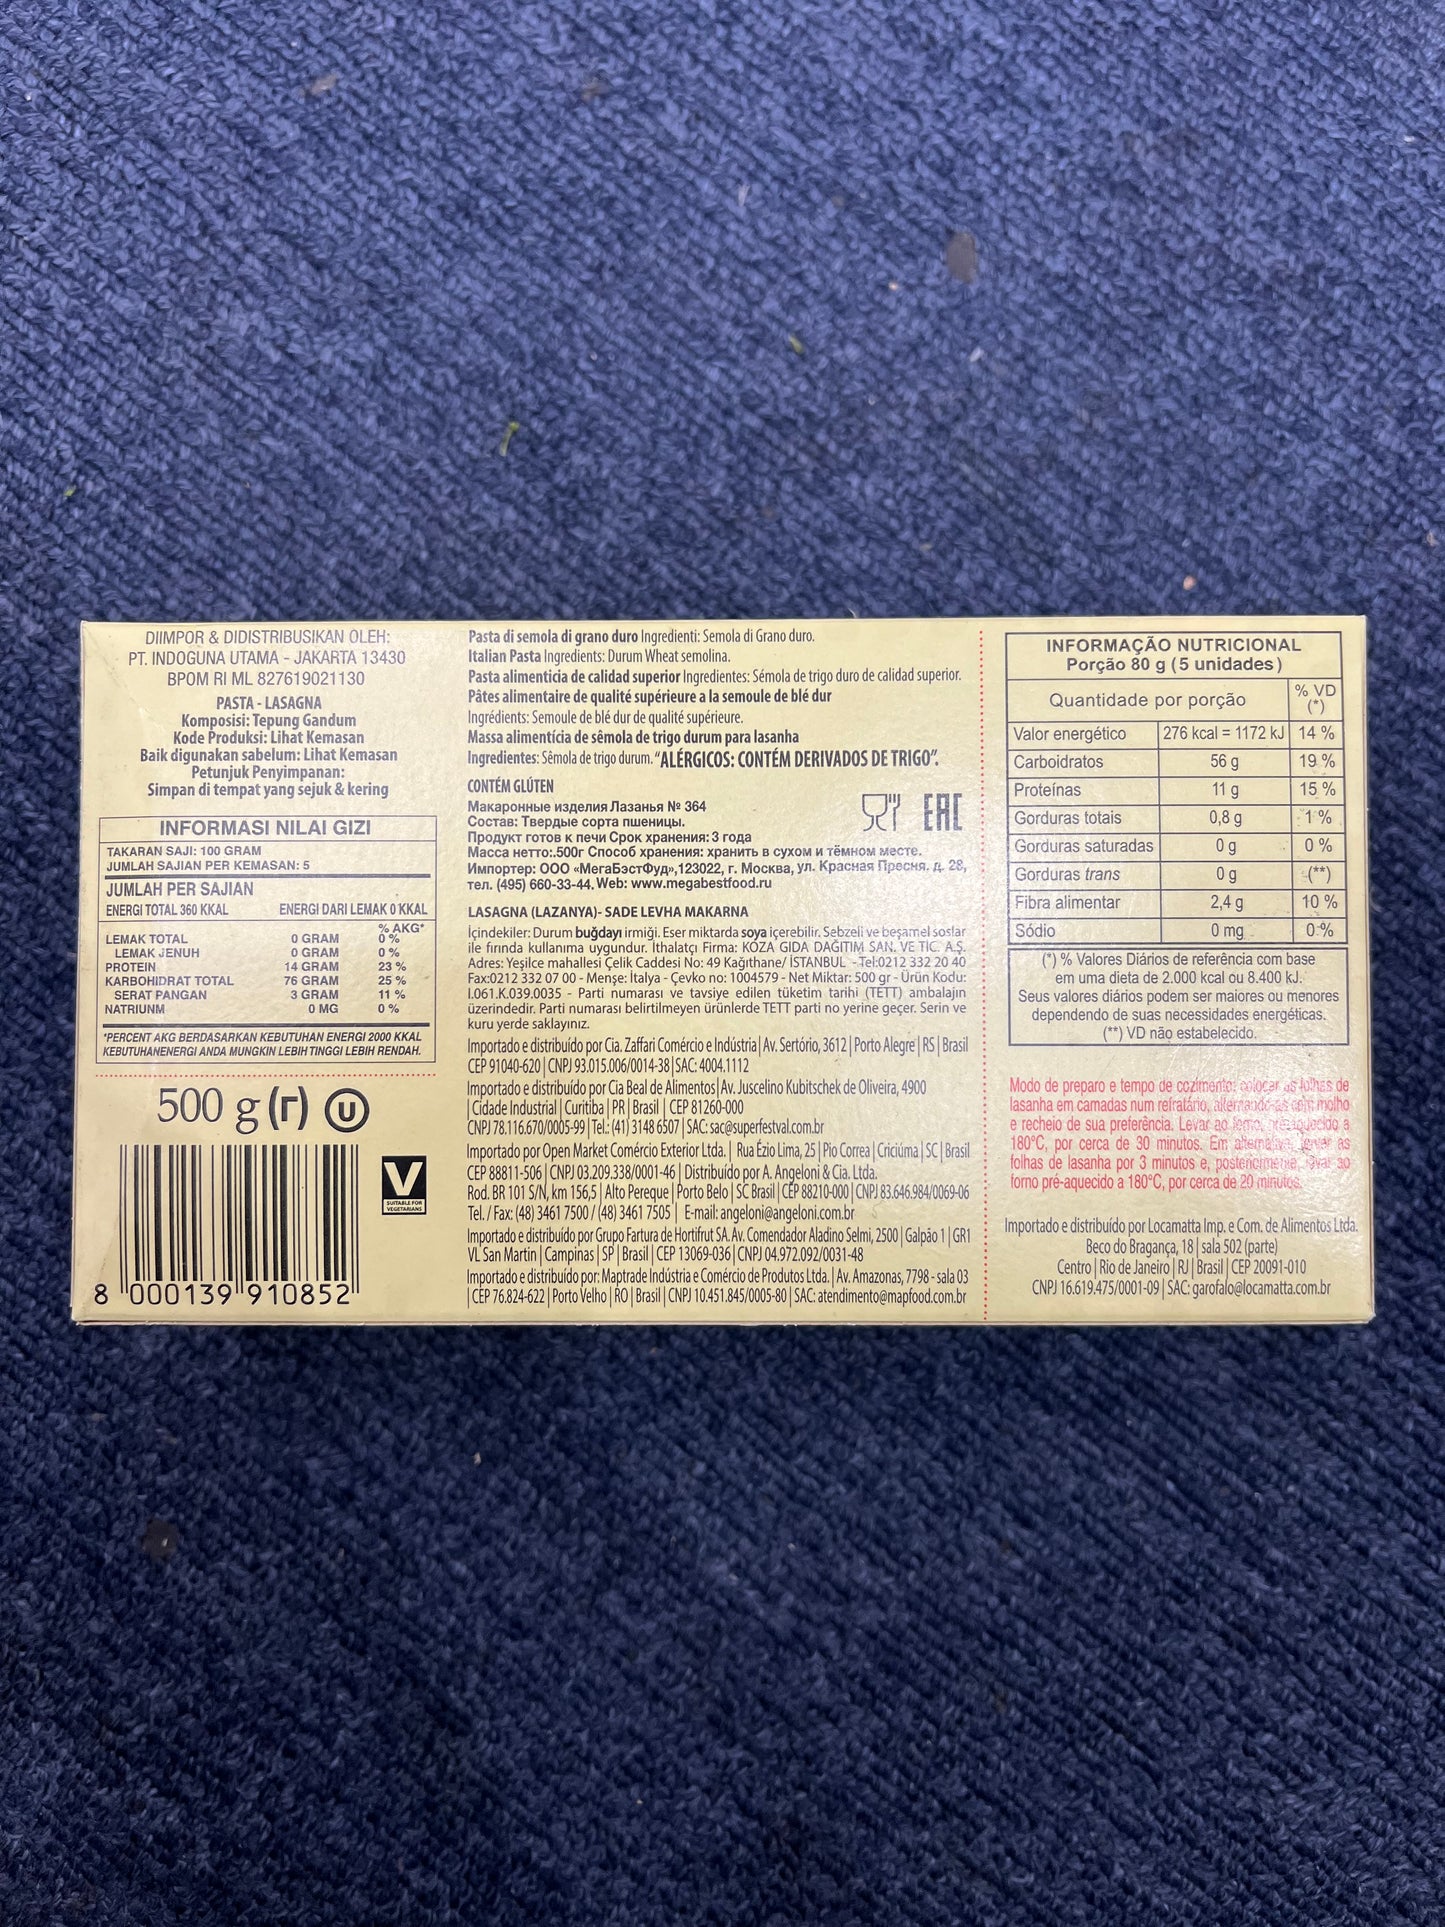 DIIMPOR & DIDISTRIBUSIKAN OLEH:
PT. INDOGUNA UTAMA - JAKARTA 13430
BPOM RI ML 827619021130
PASTA - LASAGNA
Komposisi: Tepung Gandum
Kode Produksi: Lihat Kemasan
Baik digunakan sabelum: Lihat Kemasan
Petunjuk Penyimpanan:
Simpan di tempat yang sejuk & kering
INFORMASI NILAI GIZI
TAKARAN SAJI: 100 GRAM
JUMLAH SAJIAN PER KEMASAN: 5
JUMLAH PER SAJIAN
ENERGI TOTAL 360 KKAL ENERGI DARI LEMAK 0 KKAL
% AKG*
LEMAK TOTAL 0 GRAM 0 %
LEMAK JENUH 0 GRAM 0 %
PROTEIN 14 GRAM 23 %
KARBOHIDRAT TOTAL 76 GRAM 25 %
SERAT PANGAN 3 GRAM 11 %
NATRIUNM 0 MG 0 %
*PERCENT AKG BERDASARKAN KEBUTUHAN ENERGI 2000 KKAL
KEBUTUHANENERGI ANDA MUNGKIN LEBIH TINGGI LEBIH RENDAH.
500 g (г) U
V
SUITABLE FOR
VEGETARIANS
8 000139 910852
Pasta di semola di grano duro Ingredienti: Semola di Grano duro.
Italian Pasta Ingredients: Durum Wheat semolina.
Pasta alimenticia de calidad superior Ingredientes: Sémola de trigo duro de calidad superior.
Pâtes alimentaire de qualité supérieure a la semoule de blé dur
Ingrédients: Semoule de blé dur de qualité supérieure.
Massa alimentícia de sêmola de trigo durum para lasanha
Ingredientes: Sêmola de trigo durum. "ALÉRGICOS: CONTÉM DERIVADOS DE TRIGO".
CONTÉM GLÚTEN
Макаронные изделия Лазанья № 364
Состав: Твердые сорта пшеницы.
Продукт готов к печи Срок хранения: 3 года
Масса нетто:.500г Способ хранения: хранить в сухом и тёмном месте.
Импортер: ООО «МегаБэстФуд»,123022, г. Москва, ул. Красная Пресня. д. 28,
тел. (495) 660-33-44. Web: www.megabestfood.ru
EAC
LASAGNA (LAZANYA)- SADE LEVHA MAKARNA
İçindekiler: Durum buğdayı irmiği. Eser miktarda soya içerebilir. Sebzeli ve beşamel soslar
ile fırında kullanıma uygundur. İthalatçı Firma: KOZA GIDA DAĞITIM SAN. VE TİC. A.Ş.
Adres: Yeşilce mahallesi Çelik Caddesi No: 49 Kağıthane/ İSTANBUL - Tel:0212 332 20 40
Fax:0212 332 07 00 - Menşe: İtalya - Çevko no: 1004579 - Net Miktar: 500 gr - Ürün Kodu:
I.061.K.039.0035 - Parti numarası ve tavsiye edilen tüketim tarihi (TETT) ambalajın
üzerindedir. Parti numarası belirtilmeyen ürünlerde TETT parti no yerine geçer. Serin ve
kuru yerde saklayınız.
Importado e distribuído por Cia. Zaffari Comércio e Indústria | Av. Sertório, 3612 | Porto Alegre | RS | Brasil
CEP 91040-620 | CNPJ 93.015.006/0014-38 | SAC: 4004.1112
Importado e distribuído por Cia Beal de Alimentos | Av. Juscelino Kubitschek de Oliveira, 4900
| Cidade Industrial | Curitiba | PR | Brasil | CEP 81260-000
CNPJ 78.116.670/0005-99 | Tel.: (41) 3148 6507 | SAC: sac@superfestval.com.br
Importado por Open Market Comércio Exterior Ltda. | Rua Ézio Lima, 25 | Pio Correa | Criciúma | SC | Brasil
CEP 88811-506 | CNPJ 03.209.338/0001-46 | Distribuído por A. Angeloni & Cia. Ltda.
Rod. BR 101 S/N, km 156,5 | Alto Pereque | Porto Belo | SC Brasil | CEP 88210-000 | CNPJ 83.646.984/0069-06
Tel. / Fax: (48) 3461 7500 / (48) 3461 7505 | E-mail: angeloni@angeloni.com.br
Importado e distribuído por Grupo Fartura de Hortifrut SA. Av. Comendador Aladino Selmi, 2500 | Galpão 1 | GR1
VL San Martin | Campinas | SP | Brasil | CEP 13069-036 | CNPJ 04.972.092/0031-48
Importado e distribuído por: Maptrade Indústria e Comércio de Produtos Ltda. | Av. Amazonas, 7798 - sala 03
| CEP 76.824-622 | Porto Velho | RO | Brasil | CNPJ 10.451.845/0005-80 | SAC: atendimento@mapfood.com.br
INFORMAÇÃO NUTRICIONAL
Porção 80 g (5 unidades)
Quantidade por porção % VD (*)
Valor energético 276 kcal = 1172 kJ 14 %
Carboidratos 56 g 19 %
Proteínas 11 g 15 %
Gorduras totais 0,8 g 1 %
Gorduras saturadas 0 g 0 %
Gorduras trans 0 g (**)
Fibra alimentar 2,4 g 10 %
Sódio 0 mg 0 %
(*) % Valores Diários de referência com base
em uma dieta de 2.000 kcal ou 8.400 kJ.
Seus valores diários podem ser maiores ou menores
dependendo de suas necessidades energéticas.
(**) VD não estabelecido.
Modo de preparo e tempo de cozimento: colocar as folhas de
lasanha em camadas num refratário, alternando-as com molho
e recheio de sua preferência. Levar ao forno, pré-aquecido a
180°C, por cerca de 30 minutos. Em alternativa, ferver as
folhas de lasanha por 3 minutos e, posteriormente, levar ao
forno pré-aquecido a 180°C, por cerca de 20 minutos.
Importado e distribuído por Locamatta Imp. e Com. de Alimentos Ltda.
Beco do Bragança, 18 | sala 502 (parte)
Centro | Rio de Janeiro | RJ | Brasil | CEP 20091-010
CNPJ 16.619.475/0001-09 | SAC: garofalo@locamatta.com.br